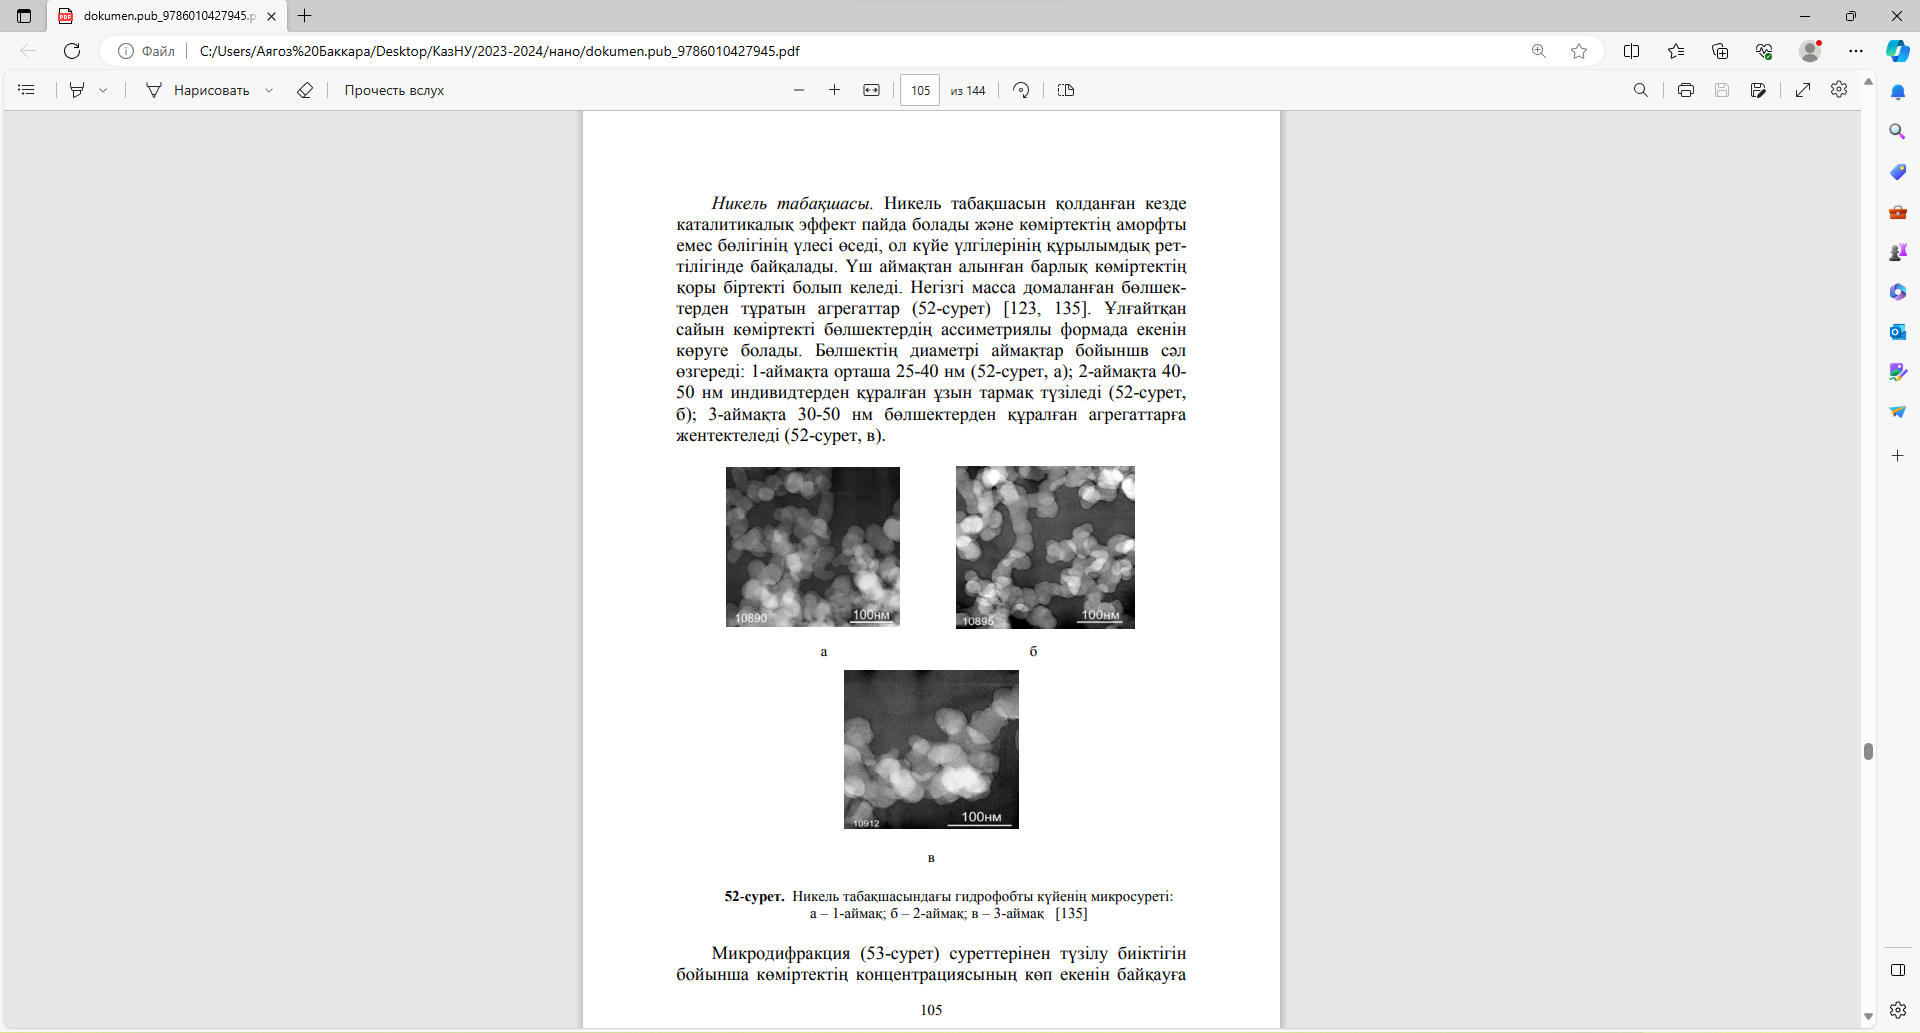 dokumen.pub_9786010427945.p
Файл
C:/Users/Аягоз%20Баккара/Desktop/КазНУ/2023-2024/нано/dokumen.pub_9786010427945.pdf
Нарисовать
Прочесть вслух
105 из 144
Никель табақшасы. Никель табақшасын қолданған кезде
каталитикалық эффект пайда болады және көміртектің аморфты
емес бөлігінің үлесі өседі, ол күйе үлгілерінің құрылымдық рет-
тілігінде байқалады. Үш аймақтан алынған барлық көміртектің
қоры біртекті болып келеді. Негізгі масса домаланған бөлшек-
терден тұратын агрегаттар (52-сурет) [123, 135]. Ұлғайтқан
сайын көміртекті бөлшектердің ассиметриялы формада екенін
көруге болады. Бөлшектің диаметрі аймақтар бойыншв сәл
өзгереді: 1-аймақта орташа 25-40 нм (52-сурет, а); 2-аймақта 40-
50 нм индивидтерден құралған ұзын тармақ түзіледі (52-сурет,
б); 3-аймақта 30-50 нм бөлшектерден құралған агрегаттарға
жентектеледі (52-сурет, в).
10890 100нм
10895 100нм
а б
10912 100нм
в
52-сурет. Никель табақшасындағы гидрофобты күйенің микросуреті:
а – 1-аймақ; б – 2-аймақ; в – 3-аймақ [135]
Микродифракция (53-сурет) суреттерінен түзілу биіктігін
бойынша көміртектің концентрациясының көп екенін байқауға
105